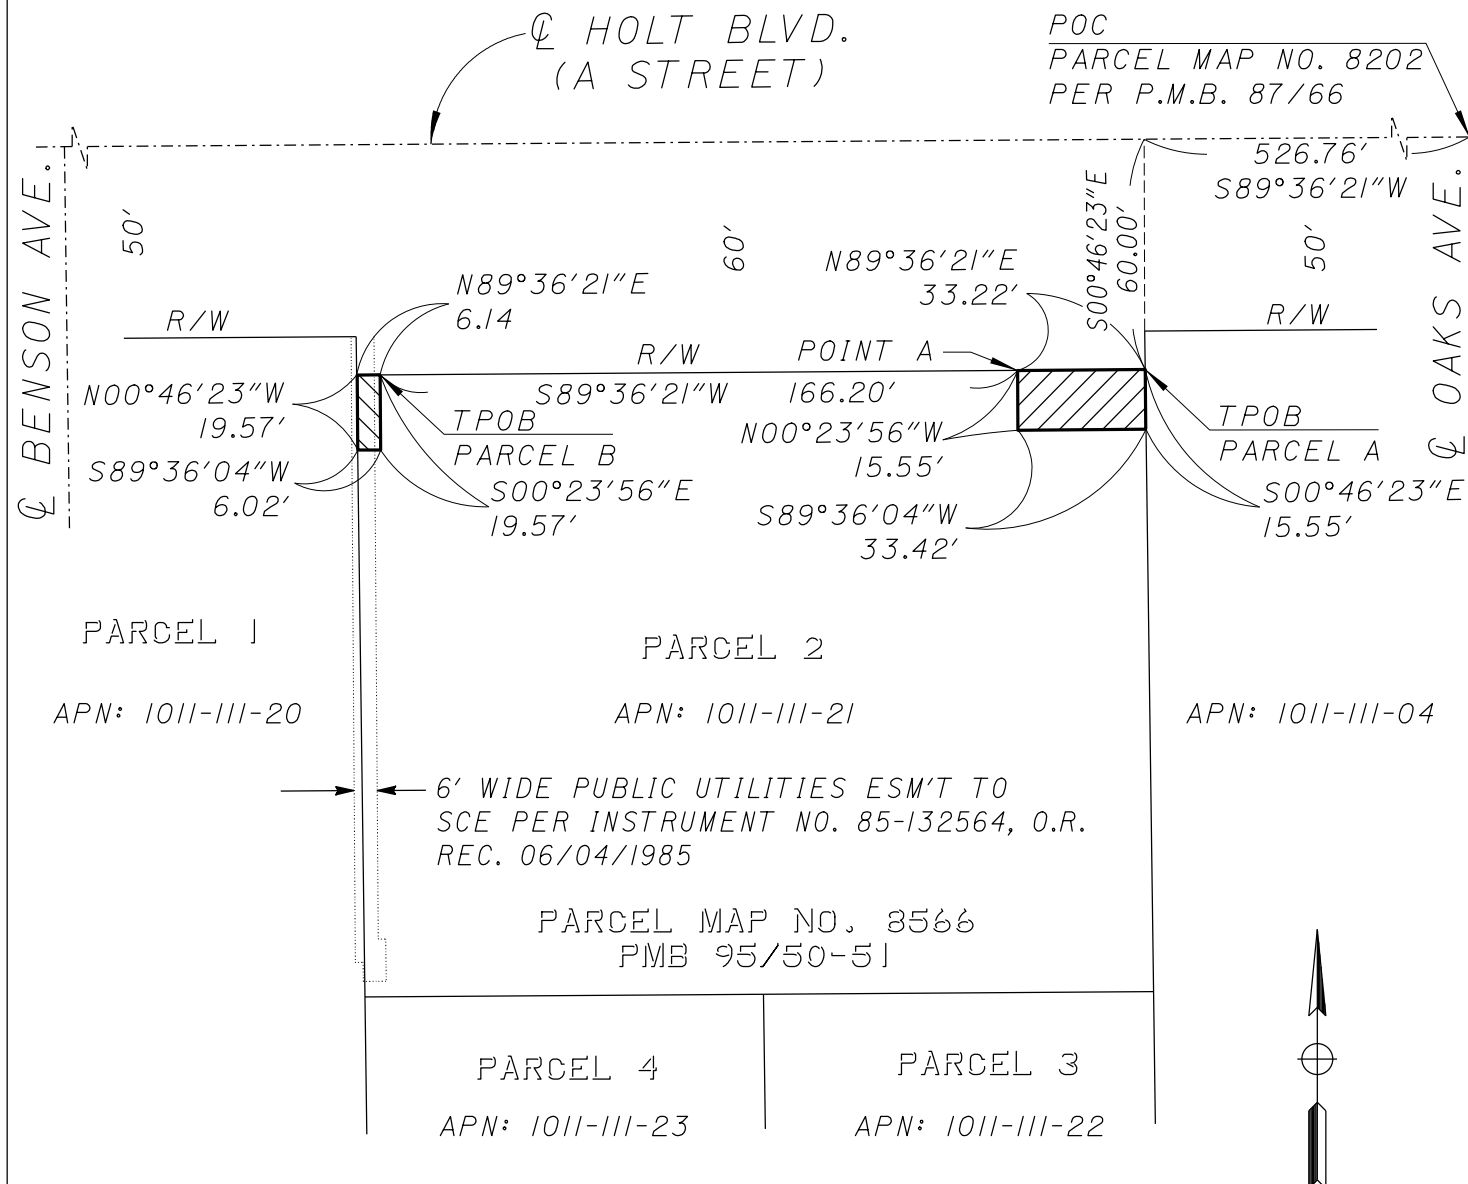 ℄ HOLT BLVD.
(A STREET)
POC
PARCEL MAP NO. 8202
PER P.M.B. 87/66
526.76'
S89°36'21"W
S00°46'23"E
60.00'
℄ BENSON AVE.
50'
60'
50'
℄ OAKS AVE.
N89°36'21"E
6.14
N89°36'21"E
33.22'
R/W
R/W
R/W
POINT A
N00°46'23"W
19.57'
S89°36'21"W 166.20'
TPOB
PARCEL B
N00°23'56"W
15.55'
TPOB
PARCEL A
S89°36'04"W
6.02'
S00°23'56"E
19.57'
S89°36'04"W
33.42'
S00°46'23"E
15.55'
PARCEL 1
PARCEL 2
APN: 1011-111-20
APN: 1011-111-21
APN: 1011-111-04
6' WIDE PUBLIC UTILITIES ESM'T TO
SCE PER INSTRUMENT NO. 85-132564, O.R.
REC. 06/04/1985
PARCEL MAP NO. 8566
PMB 95/50-51
PARCEL 4
PARCEL 3
APN: 1011-111-23
APN: 1011-111-22